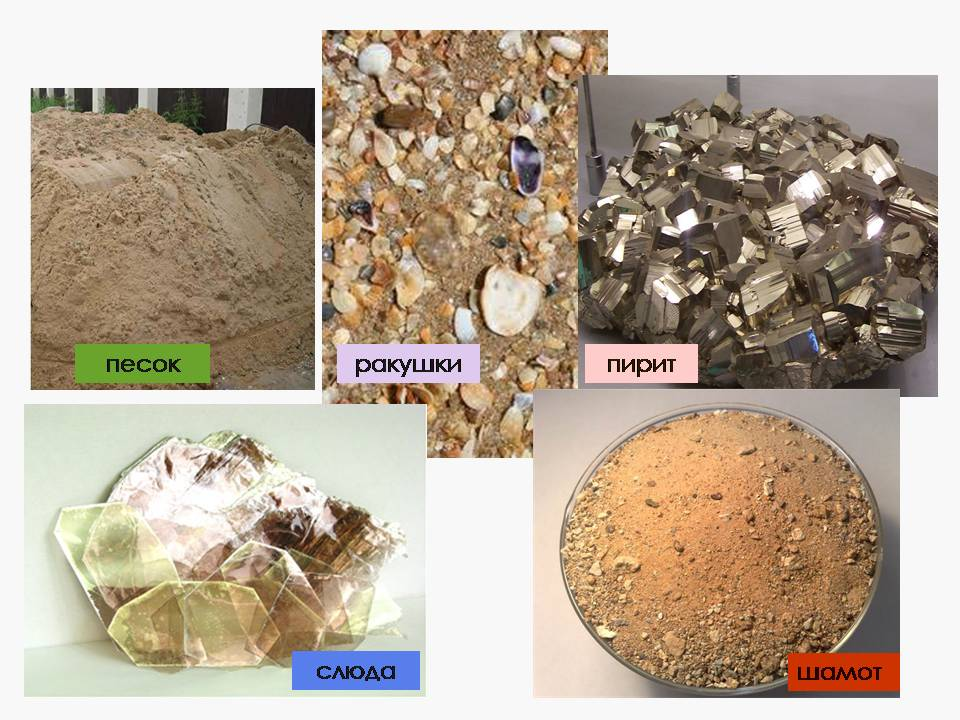 песок
ракушки
пирит
слюда
шамот